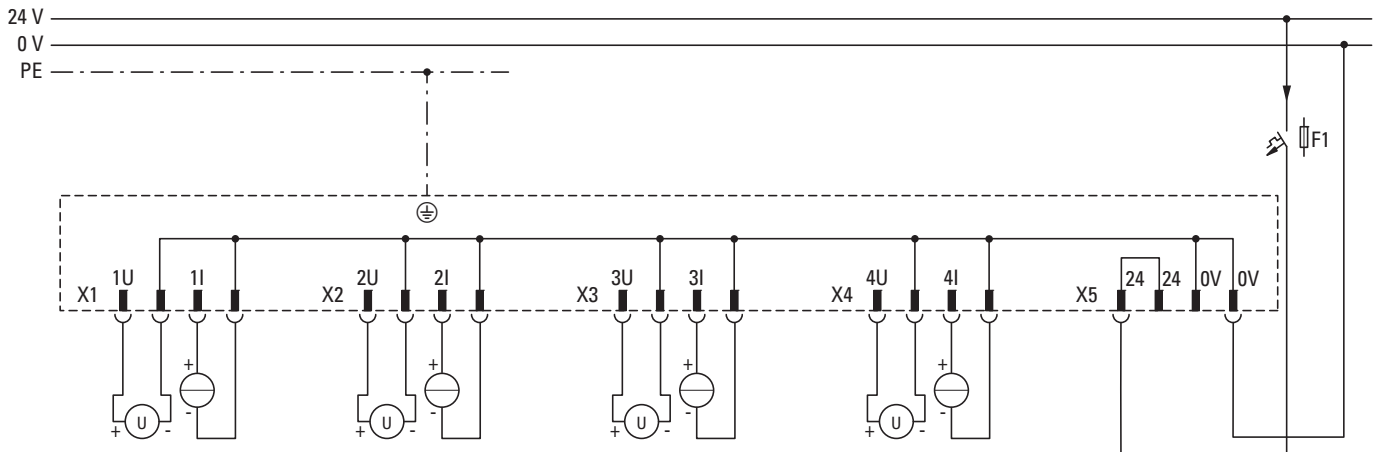 24 V
0 V
PE
F1
X1 1U 1I X2 2U 2I X3 3U 3I X4 4U 4I X5 24 24 0V 0V
+ + + +
- - - -
+ U - + U - + U - + U -